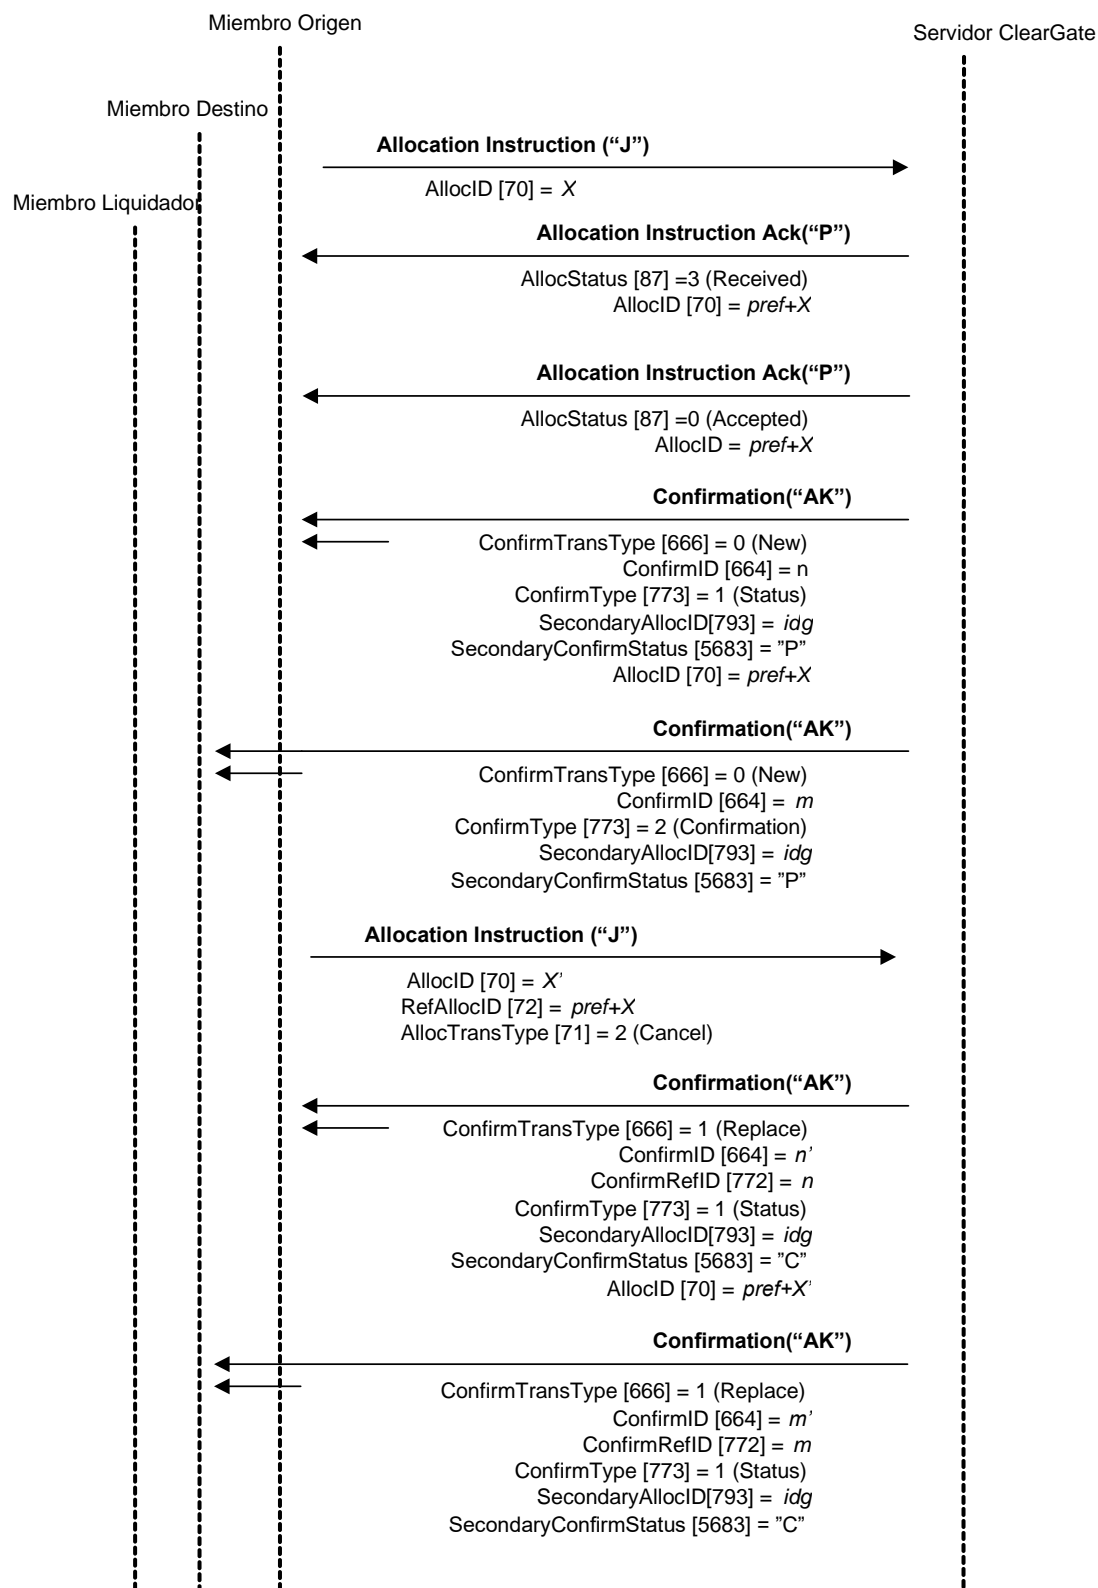 Miembro Origen
Servidor ClearGate
Miembro Destino
Allocation Instruction (“J”)
AllocID [70] = X
Miembro Liquidador
Allocation Instruction Ack(“P”)
AllocStatus [87] =3 (Received)
AllocID [70] = pref+X
Allocation Instruction Ack(“P”)
AllocStatus [87] =0 (Accepted)
AllocID = pref+X
Confirmation(“AK”)
ConfirmTransType [666] = 0 (New)
ConfirmID [664] = n
ConfirmType [773] = 1 (Status)
SecondaryAllocID[793] = idg
SecondaryConfirmStatus [5683] = ”P”
AllocID [70] = pref+X
Confirmation(“AK”)
ConfirmTransType [666] = 0 (New)
ConfirmID [664] = m
ConfirmType [773] = 2 (Confirmation)
SecondaryAllocID[793] = idg
SecondaryConfirmStatus [5683] = ”P”
Allocation Instruction (“J”)
AllocID [70] = X’
RefAllocID [72] = pref+X
AllocTransType [71] = 2 (Cancel)
Confirmation(“AK”)
ConfirmTransType [666] = 1 (Replace)
ConfirmID [664] = n’
ConfirmRefID [772] = n
ConfirmType [773] = 1 (Status)
SecondaryAllocID[793] = idg
SecondaryConfirmStatus [5683] = ”C”
AllocID [70] = pref+X’
Confirmation(“AK”)
ConfirmTransType [666] = 1 (Replace)
ConfirmID [664] = m’
ConfirmRefID [772] = m
ConfirmType [773] = 1 (Status)
SecondaryAllocID[793] = idg
SecondaryConfirmStatus [5683] = ”C”